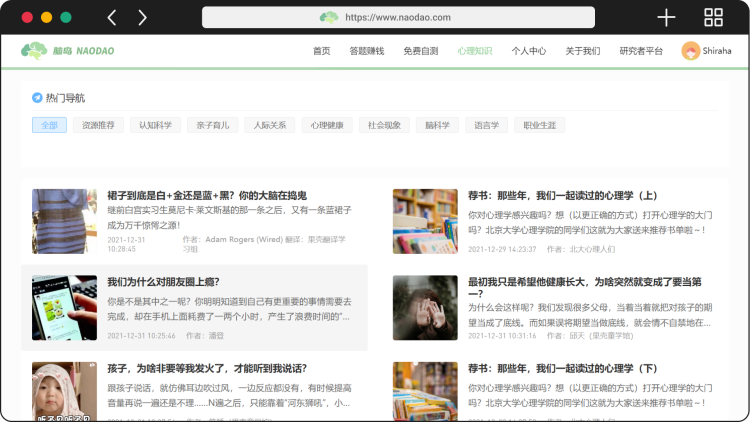 https://www.naodao.com
脑岛 NAODAO
首页 答题赚钱 免费自测 心理知识 个人中心 关于我们 研究者平台 Shiraha
热门导航
全部 资源推荐 认知科学 亲子育儿 人际关系 心理健康 社会现象 脑科学 语言学 职业生涯
裙子到底是白+金还是蓝+黑？你的大脑在捣鬼
继前白宫实习生莫尼卡·莱文斯基的那一条之后，又有一条蓝裙子
成为万千惊愕之源！
2021-12-31
10:28:45
作者：Adam Rogers (Wired) 翻译：果壳翻译学
习组
荐书：那些年，我们一起读过的心理学（上）
你对心理学感兴趣吗？想（以更正确的方式）打开心理学的大门
吗？北京大学心理学院的同学们这就为大家送来推荐书单啦～！
2021-12-29 14:23:37 作者：北大心理人们
我们为什么对朋友圈上瘾？
你是不是其中之一呢？你明明知道到自己有更重要的事情需要去
完成，却在手机上面耗费了一两个小时，产生了浪费时间的“...
2021-12-31 10:25:46 作者：潘登
最初我只是希望他健康长大，为啥突然就变成了要当第
一？
为什么会这样呢？我们发现很多父母，当着当着就把对孩子的期
望当成了底线。而如果误将期望当做底线，就会情不自禁地在...
2021-12-31 10:31:16 作者：邱天（果壳童学馆）
孩子，为啥非要等我发火了，才能听到我说话？
跟孩子说话，就仿佛耳边吹过风，一边反应都没有，有时候提高
音量再说一遍还是不理……N遍之后，只能靠着“河东狮吼”，小...
荐书：那些年，我们一起读过的心理学（下）
你对心理学感兴趣吗？想（以更正确的方式）打开心理学的大门
吗？北京大学心理学院的同学们这就为大家送来推荐书单啦～！